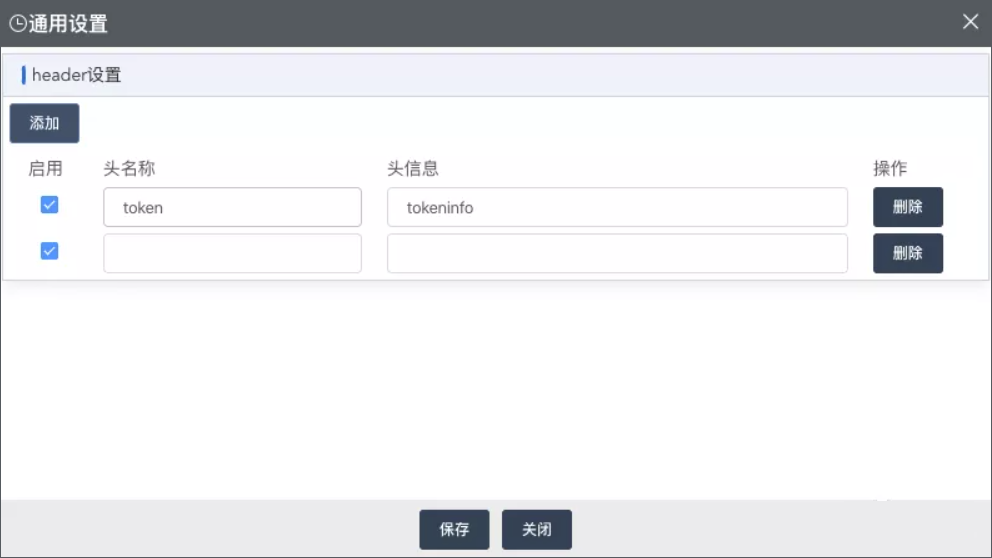 通用设置
header设置
添加
启用 头名称 头信息 操作
token tokeninfo 删除
删除
保存 关闭